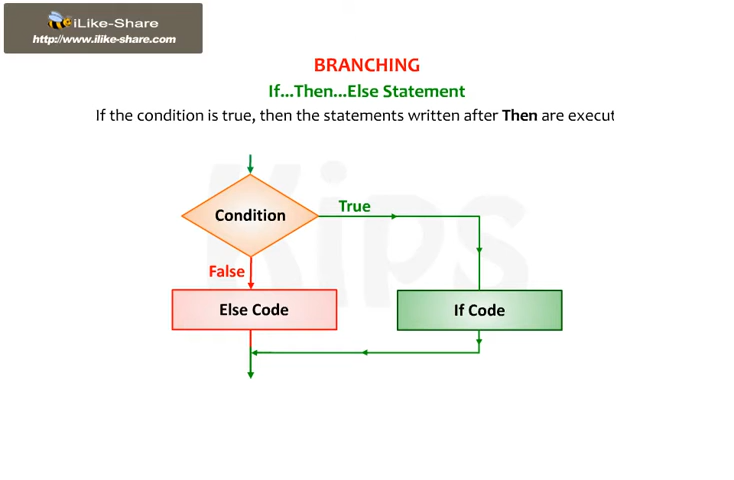 iLike-Share
http://www.ilike-share.com
BRANCHING
If...Then...Else Statement
If the condition is true, then the statements written after Then are execut
Kips
Condition
True
False
Else Code
If Code